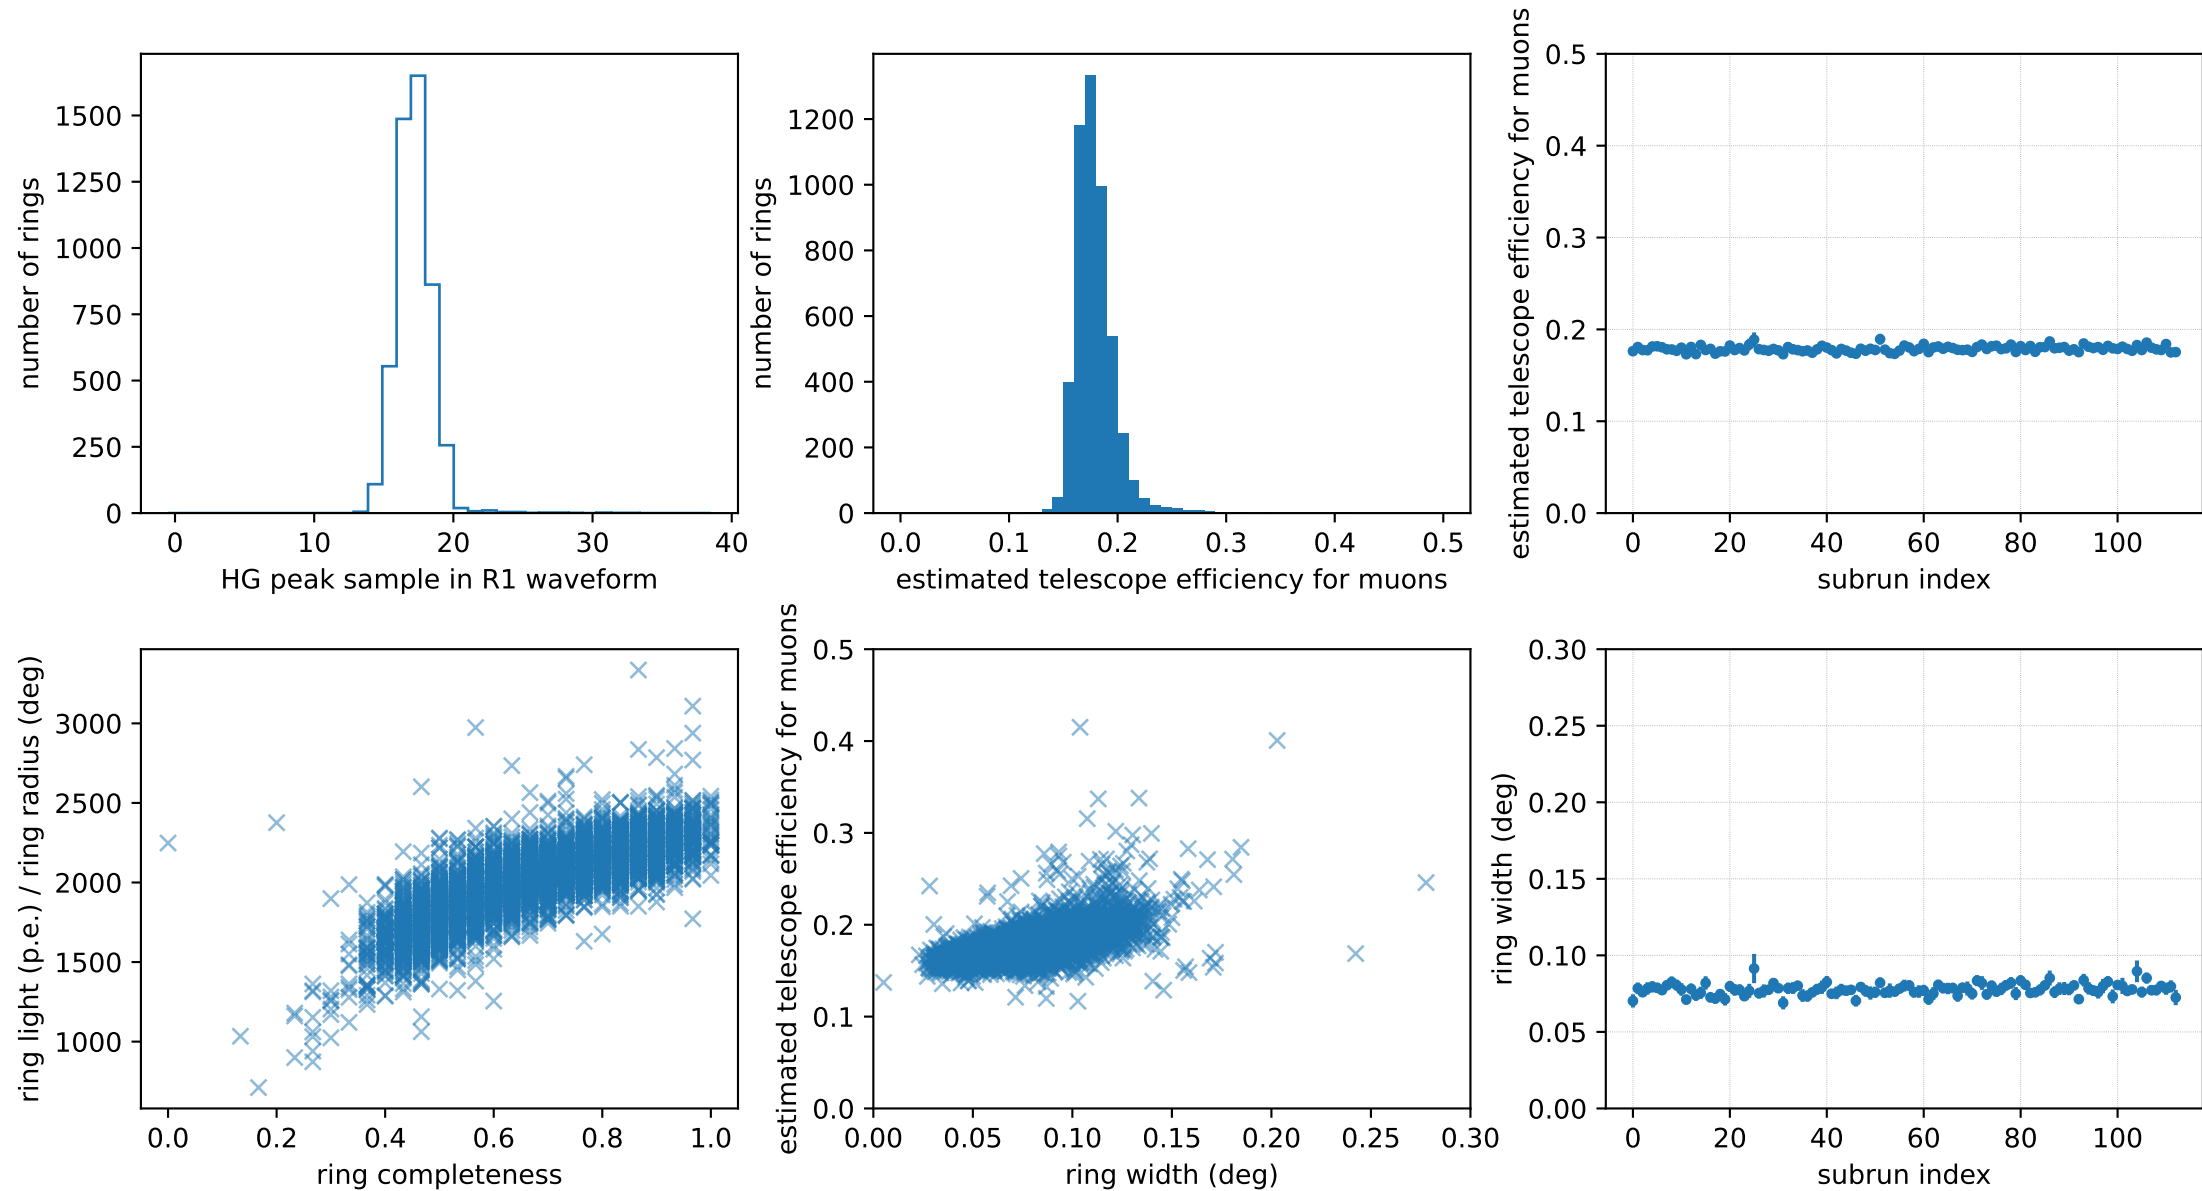 number of rings
1500
1250
1000
750
500
250
0
0 10 20 30 40
HG peak sample in R1 waveform
number of rings
1200
1000
800
600
400
200
0
0.0 0.1 0.2 0.3 0.4 0.5
estimated telescope efficiency for muons
estimated telescope efficiency for muons
0.5
0.4
0.3
0.2
0.1
0.0
0 20 40 60 80 100
subrun index
ring light (p.e.) / ring radius (deg)
3000
2500
2000
1500
1000
0.0 0.2 0.4 0.6 0.8 1.0
ring completeness
estimated telescope efficiency for muons
0.5
0.4
0.3
0.2
0.1
0.0
0.00 0.05 0.10 0.15 0.20 0.25 0.30
ring width (deg)
ring width (deg)
0.30
0.25
0.20
0.15
0.10
0.05
0.00
0 20 40 60 80 100
subrun index